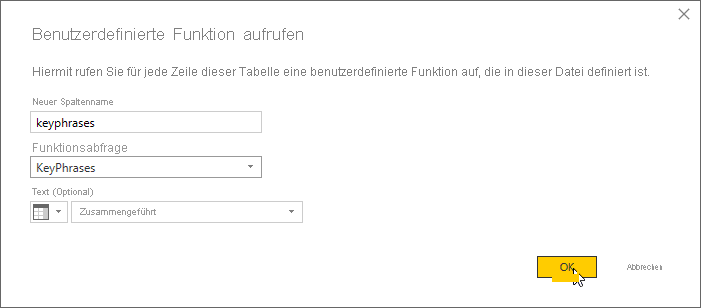 Benutzerdefinierte Funktion aufrufen
Hiermit rufen Sie für jede Zeile dieser Tabelle eine benutzerdefinierte Funktion auf, die in dieser Datei definiert ist.
Neuer Spaltenname
keyphrases
Funktionsabfrage
KeyPhrases
Text (Optional)
Zusammengeführt
OK
Abbrechen